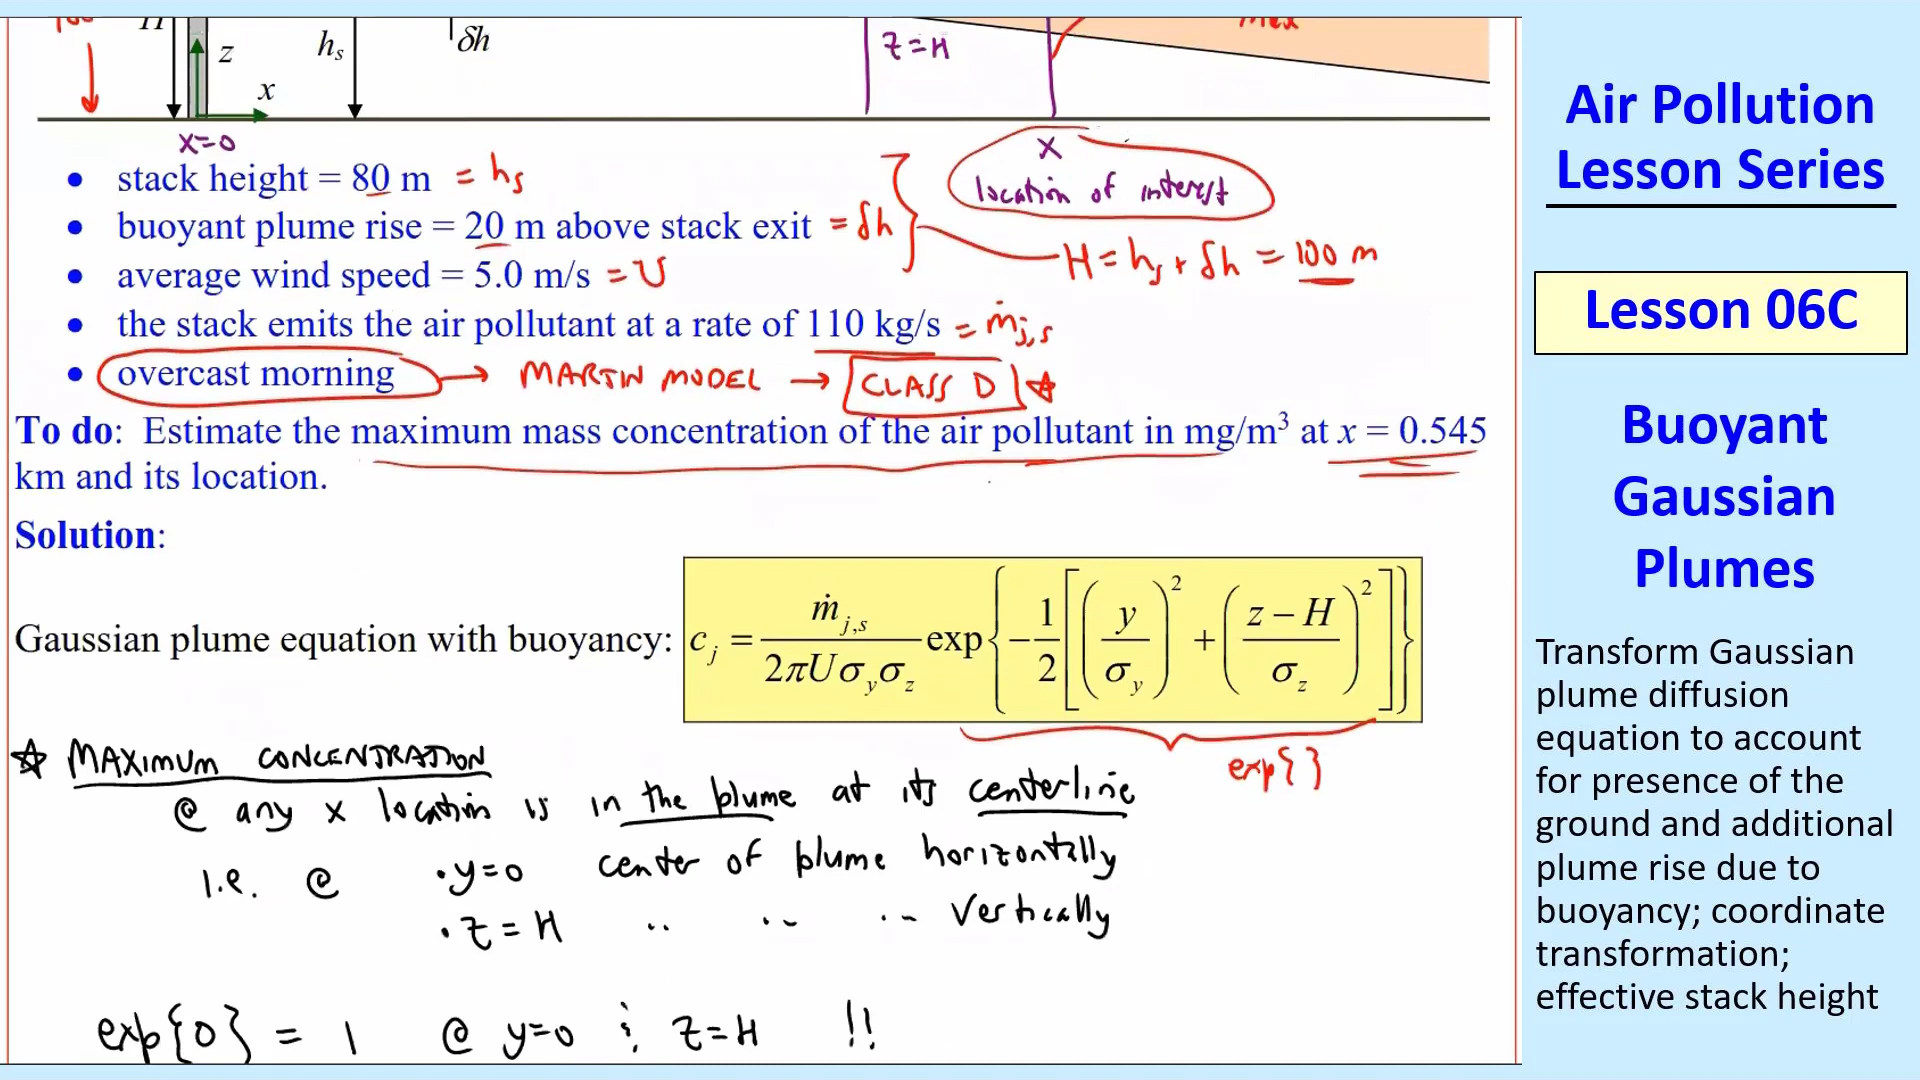 H
z
h_s
δh
x
z = H
max
x=0
x
location of interest
• stack height = 80 m = h_s
• buoyant plume rise = 20 m above stack exit = δh
H = h_s + δh = 100 m
• average wind speed = 5.0 m/s = U
• the stack emits the air pollutant at a rate of 110 kg/s = ṁ_j,s
• overcast morning → MARTIN MODEL → CLASS D ☆
To do: Estimate the maximum mass concentration of the air pollutant in mg/m³ at x = 0.545
km and its location.
Solution:
Gaussian plume equation with buoyancy: c_j = ṁ_j,s / 2πUσ_yσ_z exp{ −1/2 [ (y/σ_y)² + (z − H/σ_z)² ] }
exp{ }
☆ MAXIMUM CONCENTRATION
@ any x location is in the plume at its centerline
i.e. @ • y=0 center of plume horizontally
• z = H " " " vertically
exp{0} = 1 @ y=0 ⋮ z=H !!
Air Pollution
Lesson Series
Lesson 06C
Buoyant
Gaussian
Plumes
Transform Gaussian
plume diffusion
equation to account
for presence of the
ground and additional
plume rise due to
buoyancy; coordinate
transformation;
effective stack height